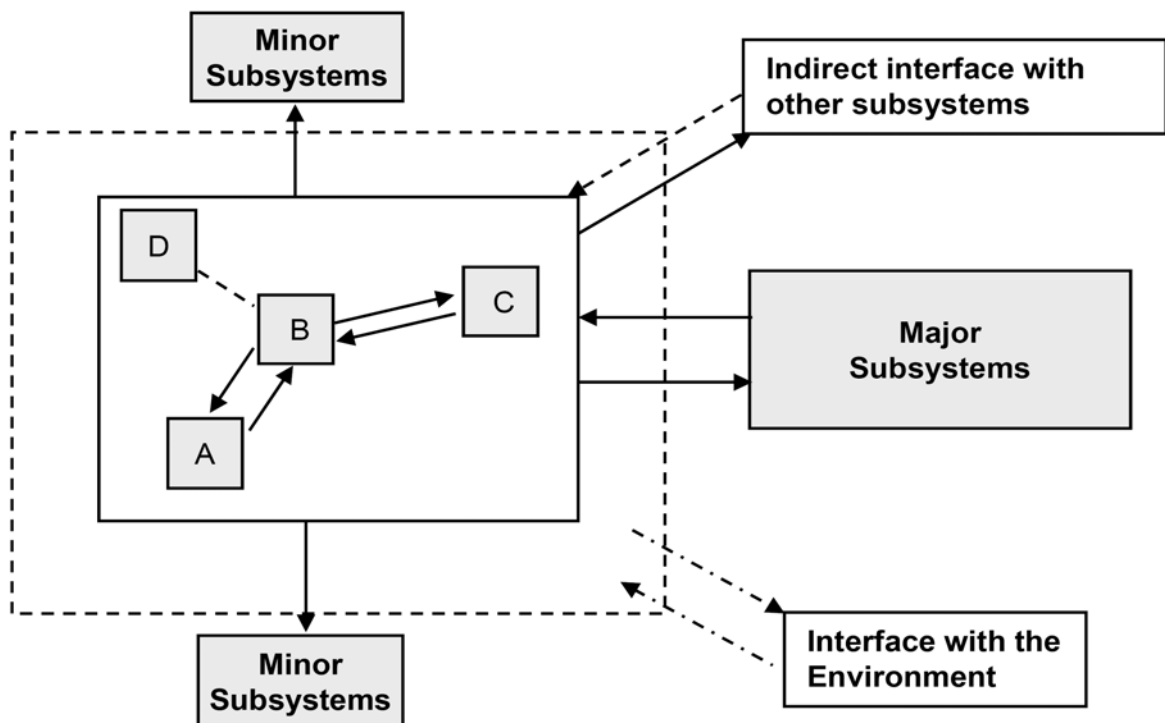 Minor
Subsystems
Indirect interface with
other subsystems
D
B
C
A
Major
Subsystems
Minor
Subsystems
Interface with the
Environment